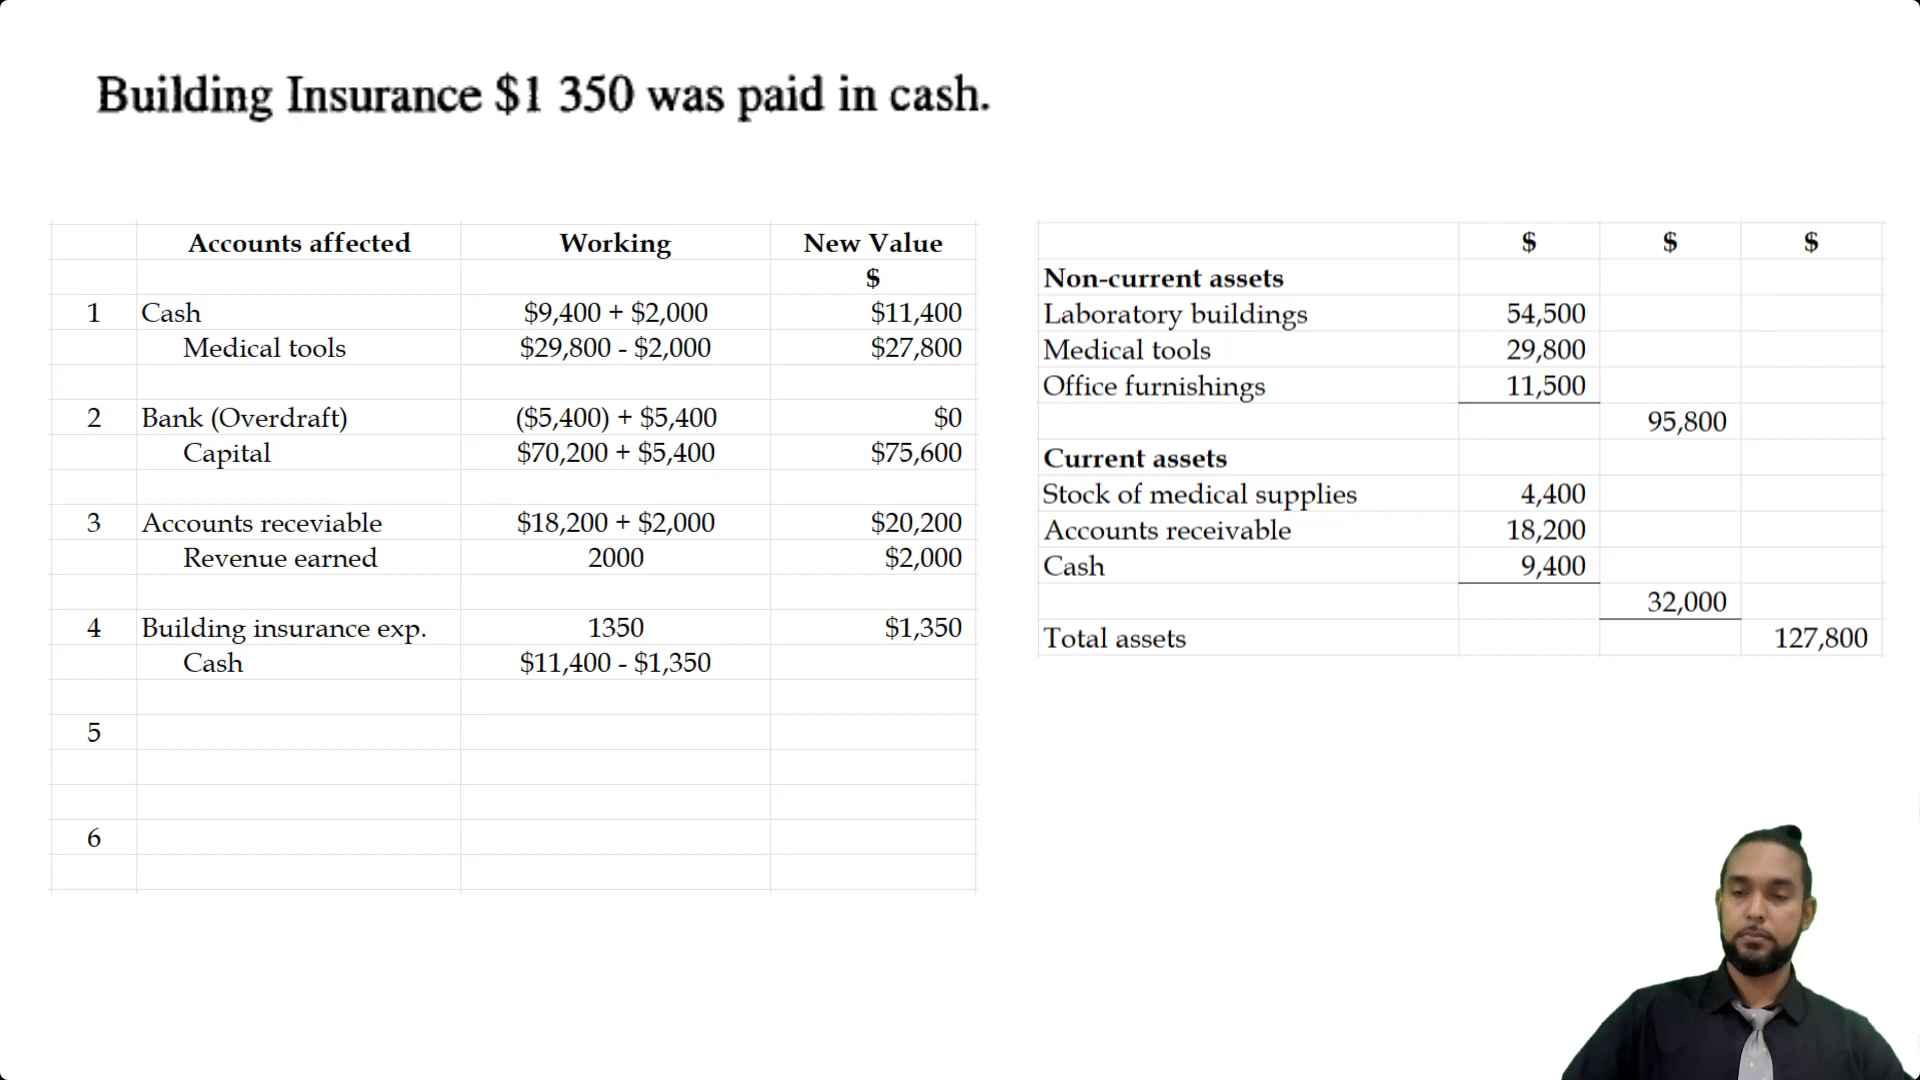 Building Insurance $1 350 was paid in cash.
Accounts affected Working New Value
$
1 Cash $9,400 + $2,000 $11,400
Medical tools $29,800 - $2,000 $27,800
2 Bank (Overdraft) ($5,400) + $5,400 $0
Capital $70,200 + $5,400 $75,600
3 Accounts receviable $18,200 + $2,000 $20,200
Revenue earned 2000 $2,000
4 Building insurance exp. 1350 $1,350
Cash $11,400 - $1,350
5
6
$ $ $
Non-current assets
Laboratory buildings 54,500
Medical tools 29,800
Office furnishings 11,500
95,800
Current assets
Stock of medical supplies 4,400
Accounts receivable 18,200
Cash 9,400
32,000
Total assets 127,800